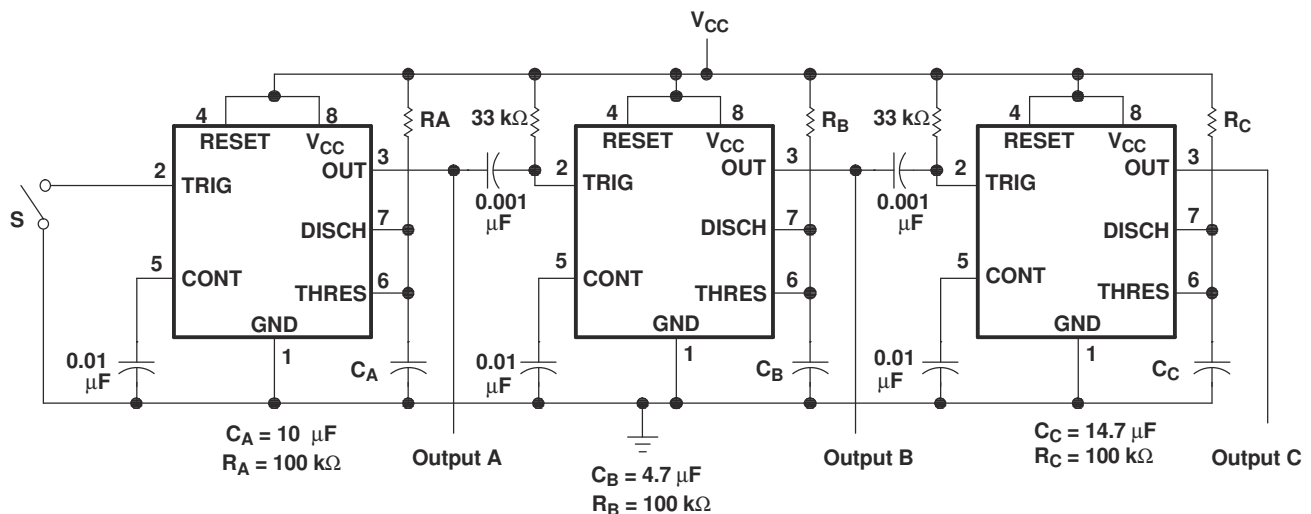 VCC
4
8
RESET
VCC
2
TRIG
OUT
3
DISCH
7
5
CONT
THRES
6
GND
1
S
0.01
μF
RA
CA
33 kΩ
0.001
μF
4
8
RESET
VCC
2
TRIG
OUT
3
DISCH
7
5
CONT
THRES
6
GND
1
0.01
μF
RB
CB
33 kΩ
0.001
μF
4
8
RESET
VCC
2
TRIG
OUT
3
DISCH
7
5
CONT
THRES
6
GND
1
0.01
μF
RC
CC
CA = 10 μF
RA = 100 kΩ
Output A
CB = 4.7 μF
RB = 100 kΩ
Output B
CC = 14.7 μF
RC = 100 kΩ
Output C